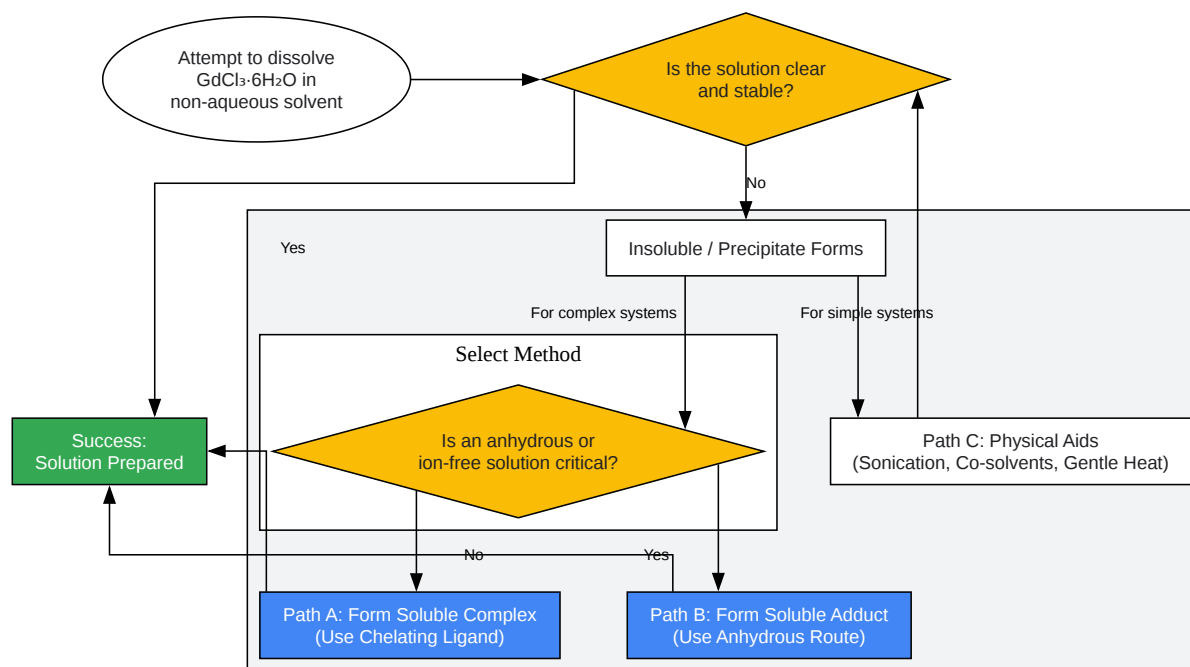 Attempt to dissolve
GdCl₃·6H₂O in
non-aqueous solvent
Is the solution clear
and stable?
No
Yes
Insoluble / Precipitate Forms
For complex systems
For simple systems
Select Method
Is an anhydrous or
ion-free solution critical?
Success:
Solution Prepared
Path C: Physical Aids
(Sonication, Co-solvents, Gentle Heat)
No
Yes
Path A: Form Soluble Complex
(Use Chelating Ligand)
Path B: Form Soluble Adduct
(Use Anhydrous Route)